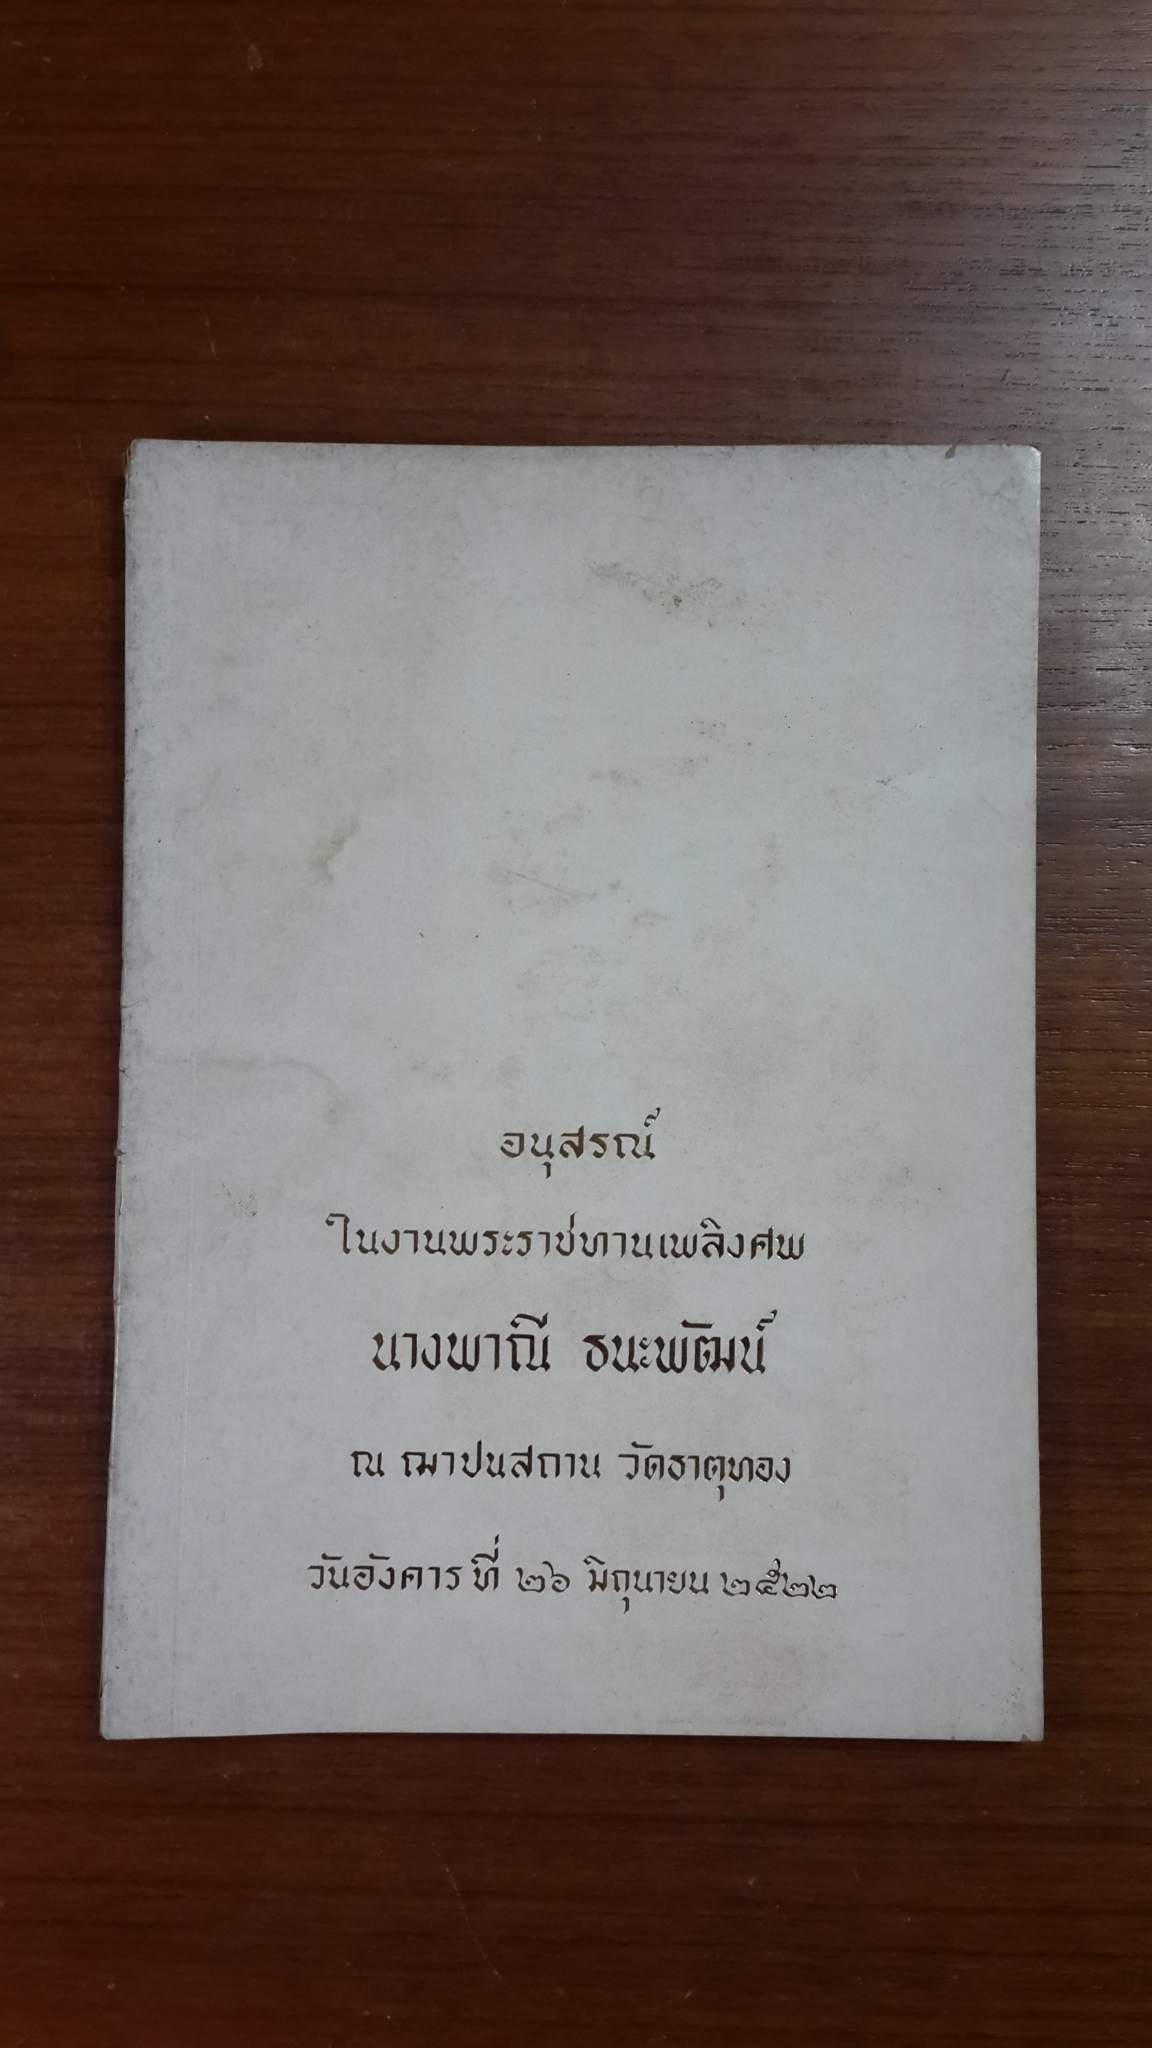 อนุสรณ์
ในงานพระราชทานเพลิงศพ
นางพาณี ธนะพัฒน์
ณ ฌาปนสถาน วัดธาตุทอง
วันอังคาร ที่ ๒๖ มิถุนายน ๒๕๒๒